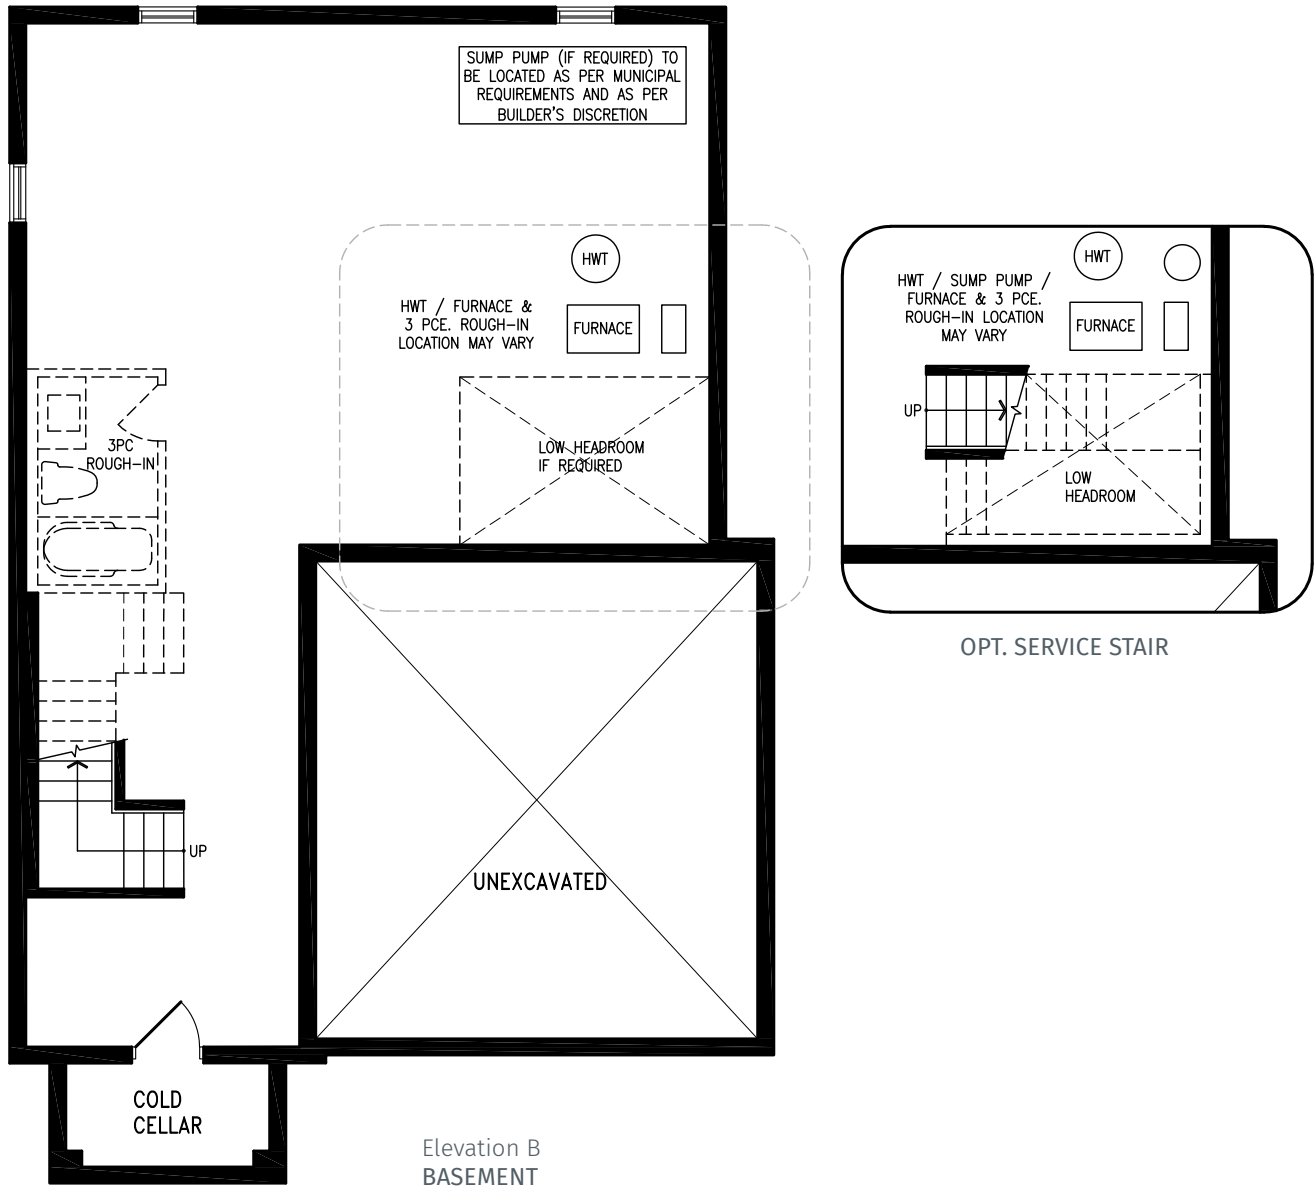 SUMP PUMP (IF REQUIRED) TO
BE LOCATED AS PER MUNICIPAL
REQUIREMENTS AND AS PER
BUILDER'S DISCRETION
HWT
HWT / FURNACE &
3 PCE. ROUGH-IN
LOCATION MAY VARY
FURNACE
LOW HEADROOM
IF REQUIRED
3PC
ROUGH-IN
UP
UNEXCAVATED
COLD
CELLAR
Elevation B
BASEMENT
HWT
HWT / SUMP PUMP /
FURNACE & 3 PCE.
ROUGH-IN LOCATION
MAY VARY
FURNACE
UP
LOW
HEADROOM
OPT. SERVICE STAIR